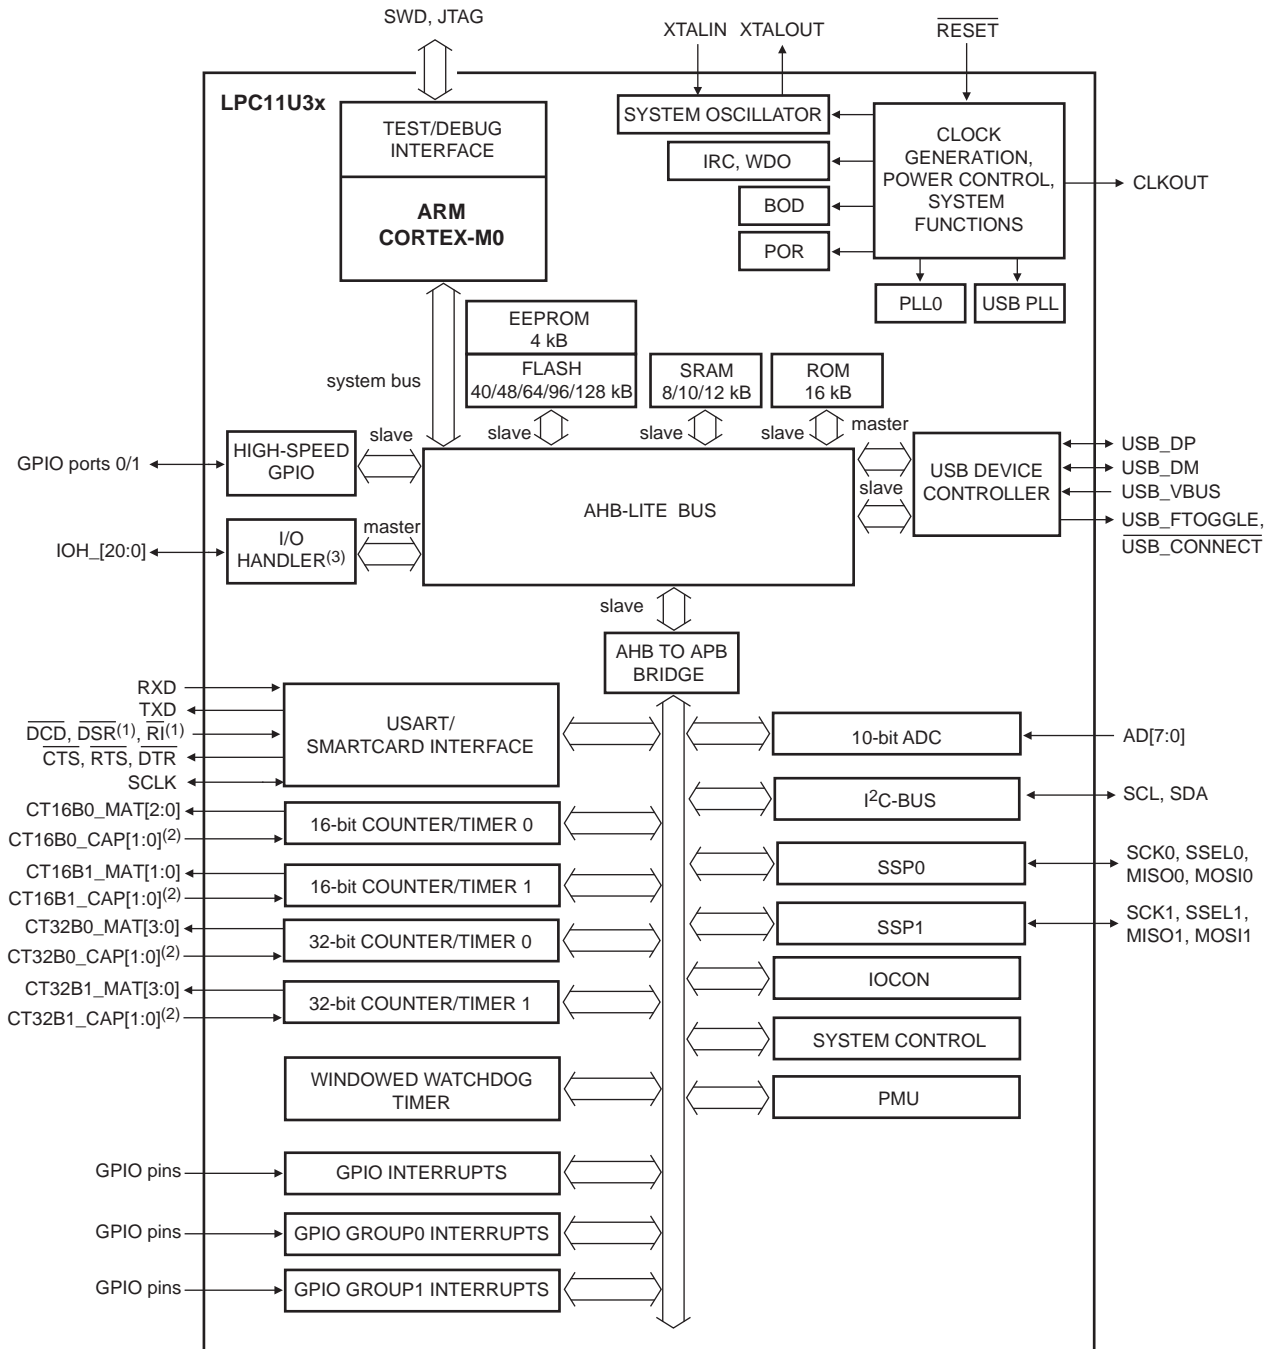 SWD, JTAG
XTALIN XTALOUT
RESET
LPC11U3x
TEST/DEBUG
INTERFACE
ARM
CORTEX-M0
SYSTEM OSCILLATOR
IRC, WDO
BOD
POR
CLOCK
GENERATION,
POWER CONTROL,
SYSTEM
FUNCTIONS
CLKOUT
PLL0
USB PLL
EEPROM
4 kB
FLASH
40/48/64/96/128 kB
SRAM
8/10/12 kB
ROM
16 kB
system bus
slave
slave
slave
slave
master
GPIO ports 0/1
HIGH-SPEED
GPIO
IOH_[20:0]
I/O
HANDLER(3)
master
AHB-LITE BUS
slave
USB DEVICE
CONTROLLER
USB_DP
USB_DM
USB_VBUS
USB_FTOGGLE,
USB_CONNECT
slave
AHB TO APB
BRIDGE
RXD
TXD
DCD, DSR(1), RI(1)
CTS, RTS, DTR
SCLK
USART/
SMARTCARD INTERFACE
CT16B0_MAT[2:0]
CT16B0_CAP[1:0](2)
16-bit COUNTER/TIMER 0
CT16B1_MAT[1:0]
CT16B1_CAP[1:0](2)
16-bit COUNTER/TIMER 1
CT32B0_MAT[3:0]
CT32B0_CAP[1:0](2)
32-bit COUNTER/TIMER 0
CT32B1_MAT[3:0]
CT32B1_CAP[1:0](2)
32-bit COUNTER/TIMER 1
WINDOWED WATCHDOG
TIMER
GPIO pins
GPIO INTERRUPTS
GPIO pins
GPIO GROUP0 INTERRUPTS
GPIO pins
GPIO GROUP1 INTERRUPTS
10-bit ADC
AD[7:0]
I2C-BUS
SCL, SDA
SSP0
SCK0, SSEL0,
MISO0, MOSI0
SSP1
SCK1, SSEL1,
MISO1, MOSI1
IOCON
SYSTEM CONTROL
PMU